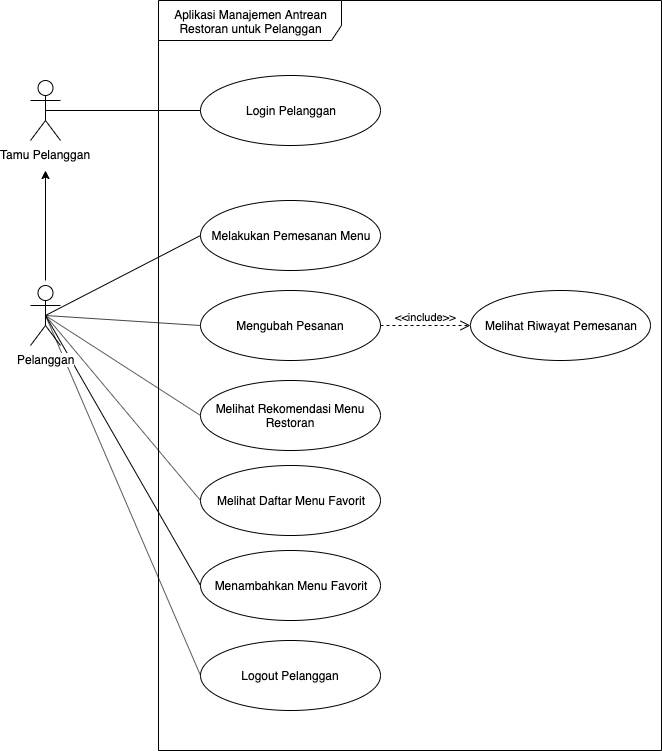 Aplikasi Manajemen Antrean
Restoran untuk Pelanggan
Login Pelanggan
Tamu Pelanggan
Melakukan Pemesanan Menu
Mengubah Pesanan
<<include>>
Melihat Riwayat Pemesanan
Pelanggan
Melihat Rekomendasi Menu
Restoran
Melihat Daftar Menu Favorit
Menambahkan Menu Favorit
Logout Pelanggan